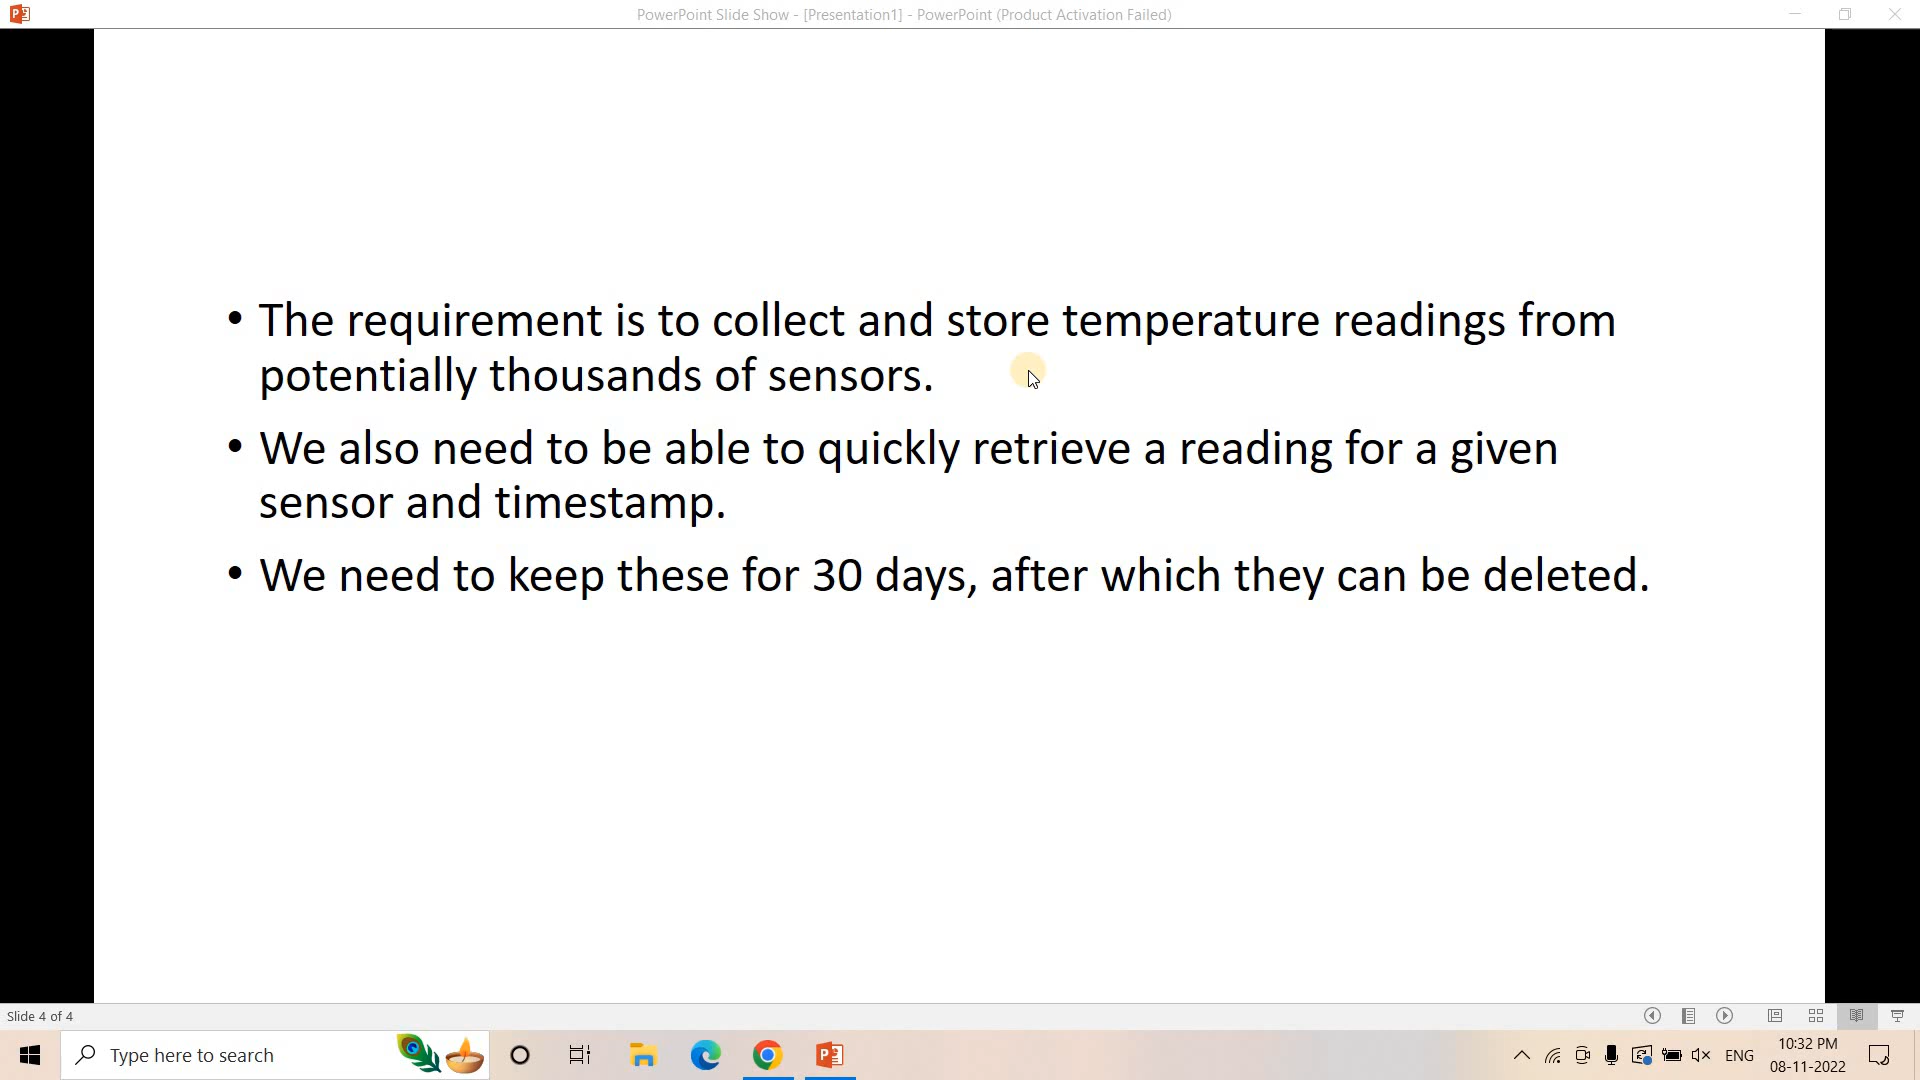 PowerPoint Slide Show - [Presentation1] - PowerPoint (Product Activation Failed)
• The requirement is to collect and store temperature readings from
potentially thousands of sensors.
• We also need to be able to quickly retrieve a reading for a given
sensor and timestamp.
• We need to keep these for 30 days, after which they can be deleted.
Slide 4 of 4
Type here to search
ENG
10:32 PM
08-11-2022